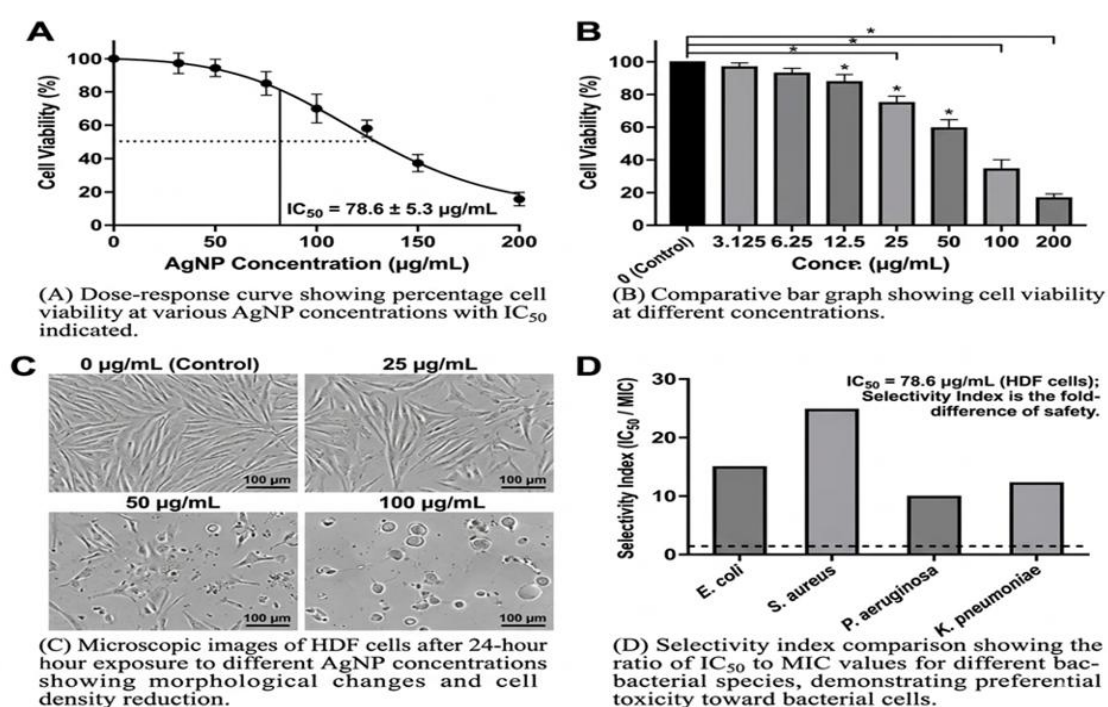 A
Cell Viability (%)
100
80
60
40
20
0
IC50 = 78.6 ± 5.3 µg/mL
0 50 100 150 200
AgNP Concentration (µg/mL)
(A) Dose-response curve showing percentage cell
viability at various AgNP concentrations with IC50
indicated.
B
Cell Viability (%)
100
80
60
40
20
0
*
*
*
*
*
*
0 (Control) 3.125 6.25 12.5 25 50 100 200
Concr. (µg/mL)
(B) Comparative bar graph showing cell viability
at different concentrations.
C
0 µg/mL (Control)
100 µm
25 µg/mL
100 µm
50 µg/mL
100 µm
100 µg/mL
100 µm
(C) Microscopic images of HDF cells after 24-hour
hour exposure to different AgNP concentrations
showing morphological changes and cell
density reduction.
D
Selectivity Index (IC50 / MIC)
30
20
10
0
IC50 = 78.6 µg/mL (HDF cells);
Selectivity Index is the fold-
difference of safety.
E. coli
S. aureus
P. aeruginosa
K. pneumoniae
(D) Selectivity index comparison showing the
ratio of IC50 to MIC values for different bac-
bacterial species, demonstrating preferential
toxicity toward bacterial cells.